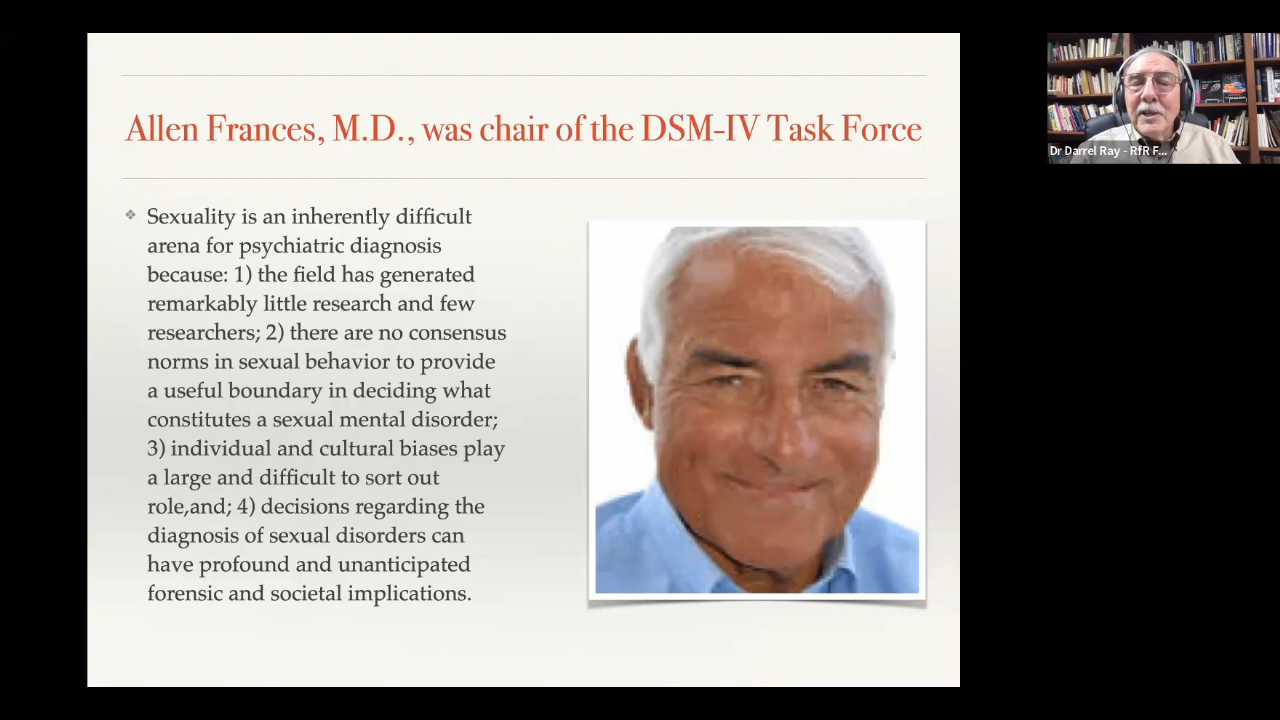 Allen Frances, M.D., was chair of the DSM-IV Task Force
Sexuality is an inherently difficult
arena for psychiatric diagnosis
because: 1) the field has generated
remarkably little research and few
researchers; 2) there are no consensus
norms in sexual behavior to provide
a useful boundary in deciding what
constitutes a sexual mental disorder;
3) individual and cultural biases play
a large and difficult to sort out
role,and; 4) decisions regarding the
diagnosis of sexual disorders can
have profound and unanticipated
forensic and societal implications.
Dr Darrel Ray - RfR F...